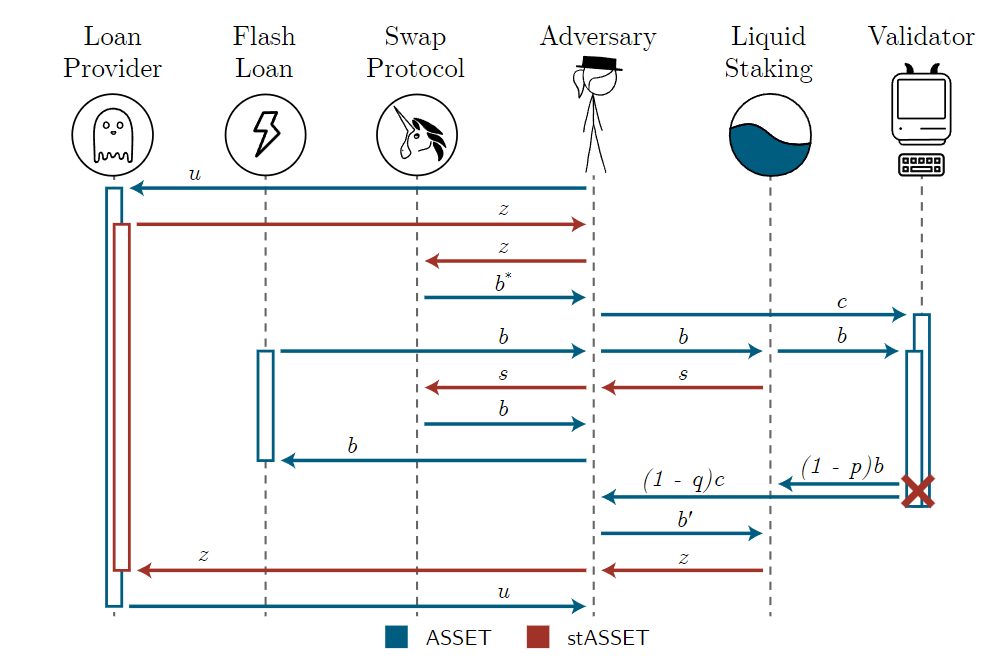 Loan
Provider
Flash
Loan
Swap
Protocol
Adversary
Liquid
Staking
Validator
u
z
z
b*
c
b
b
b
s
s
b
b
(1 - p)b
(1 - q)c
b'
z
z
u
ASSET
stASSET